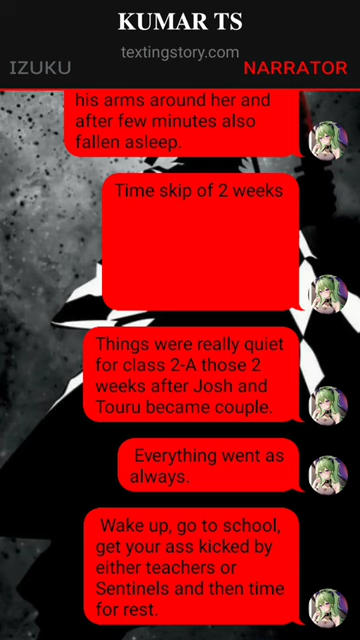 KUMAR TS
textingstory.com
IZUKU
NARRATOR
his arms around her and
after few minutes also
fallen asleep.
Time skip of 2 weeks
Things were really quiet
for class 2-A those 2
weeks after Josh and
Touru became couple.
Everything went as
always.
Wake up, go to school,
get your ass kicked by
either teachers or
Sentinels and then time
for rest.